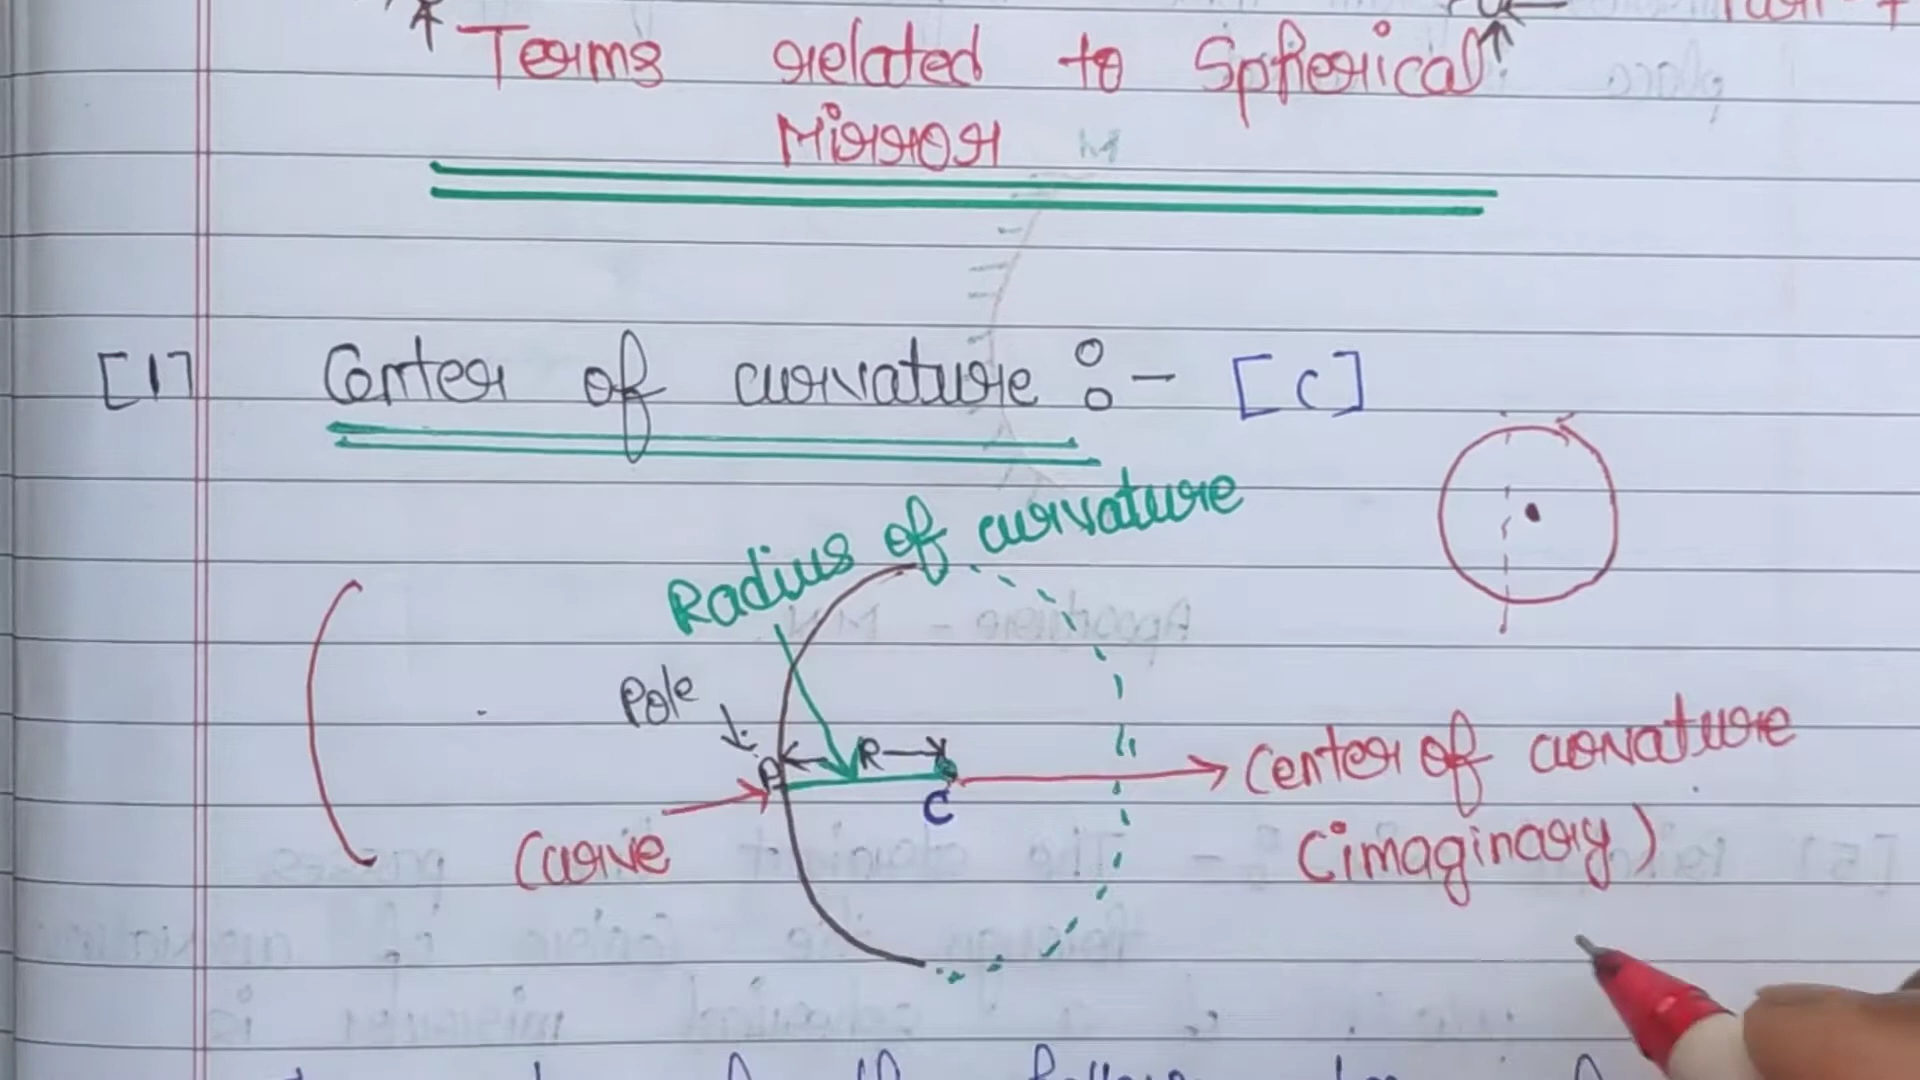 Terms related to Spherical
Mirror
[1] Center of curvature :- [C]
Radius of curvature
Pole
P
R
C
Curve
Center of curvature
(imaginary)